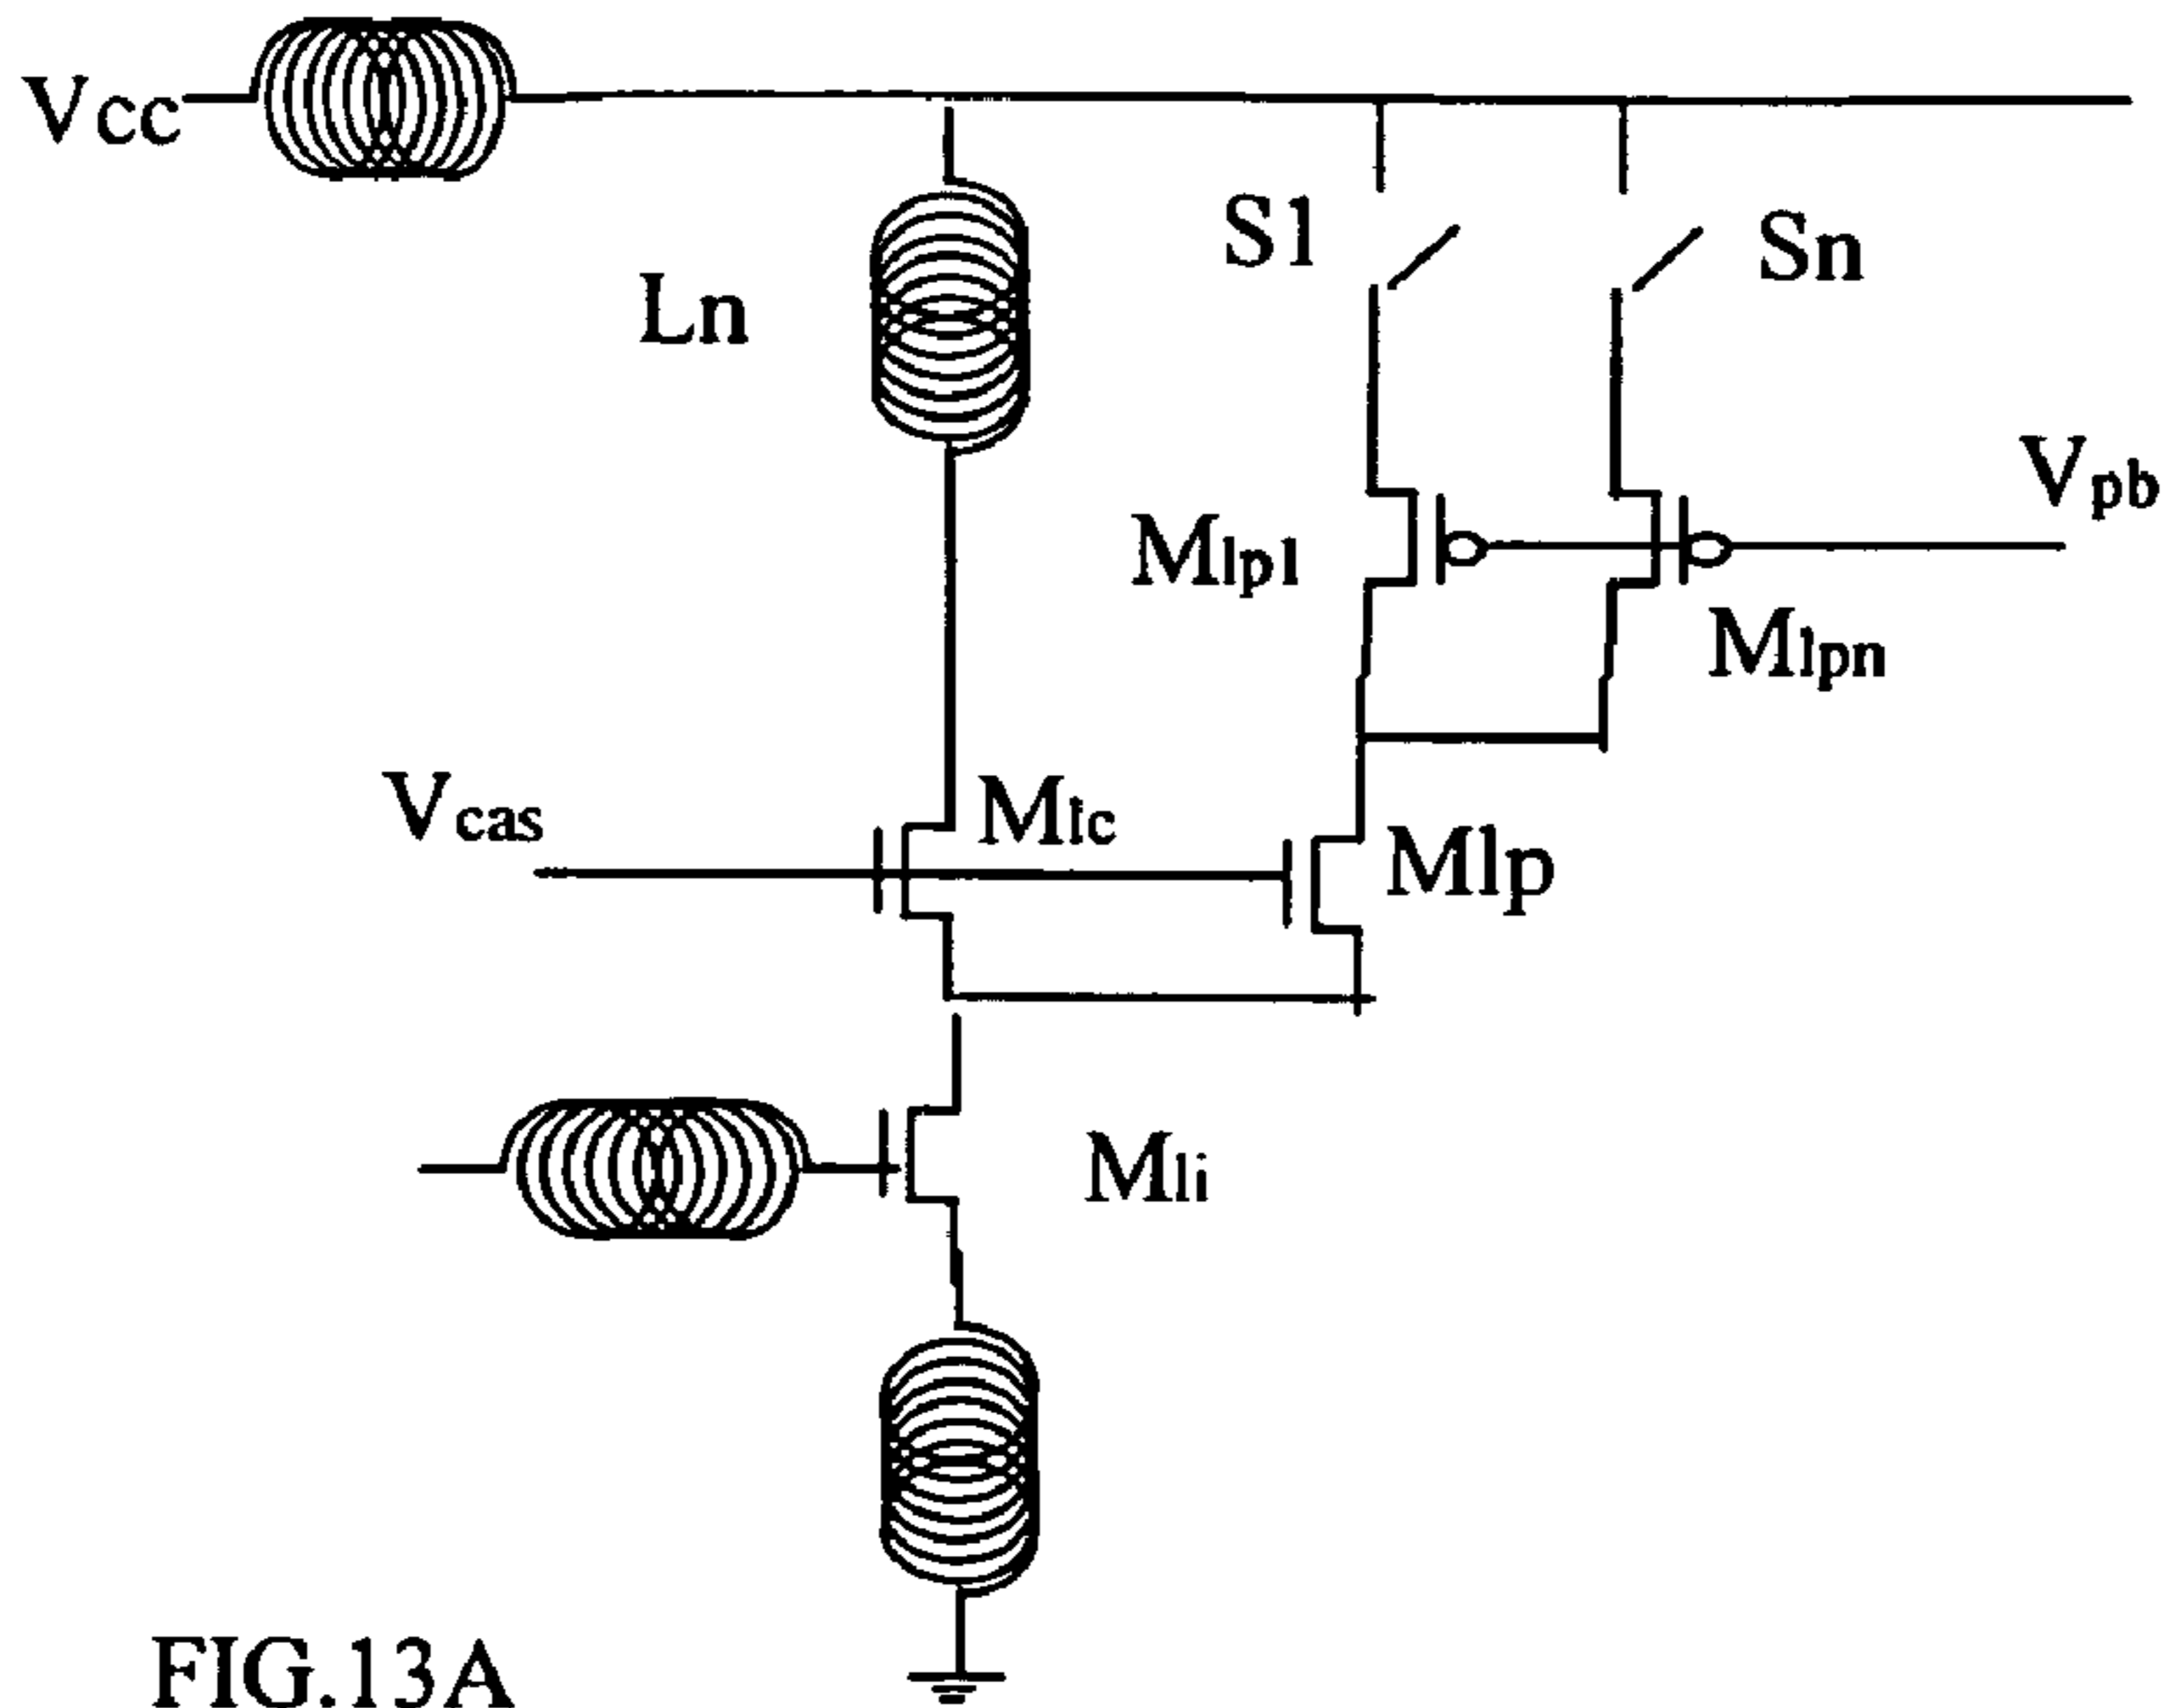 Vcc
S1
Sn
Ln
Vpb
Mlp1
Mlpn
Vcas
Mlc
Mlp
Mli
FIG.13A